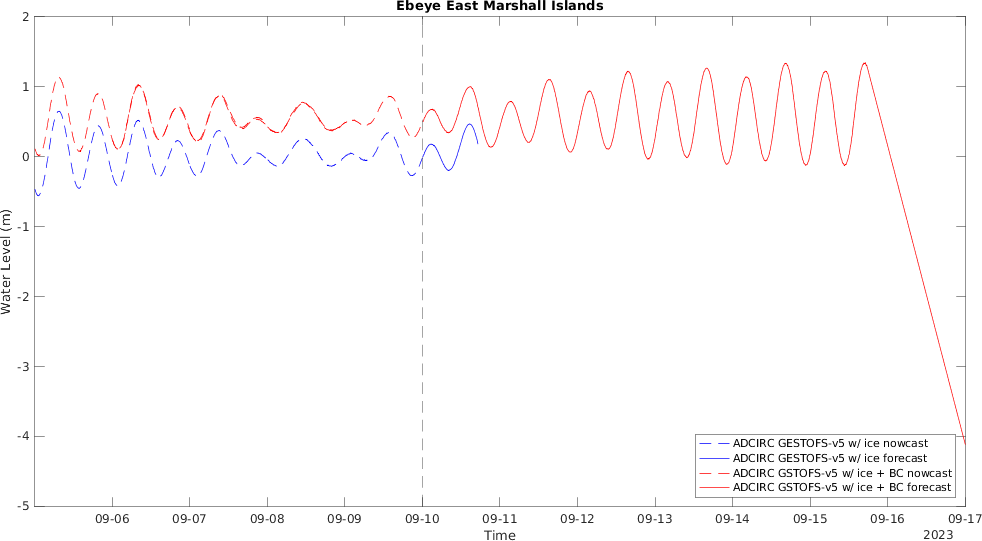 Ebeye East Marshall Islands
2
1
0
-1
-2
-3
-4
-5
Water Level (m)
ADCIRC GESTOFS-v5 w/ ice nowcast
ADCIRC GESTOFS-v5 w/ ice forecast
ADCIRC GSTOFS-v5 w/ ice + BC nowcast
ADCIRC GSTOFS-v5 w/ ice + BC forecast
09-06 09-07 09-08 09-09 09-10 09-11 09-12 09-13 09-14 09-15 09-16 09-17
Time
2023